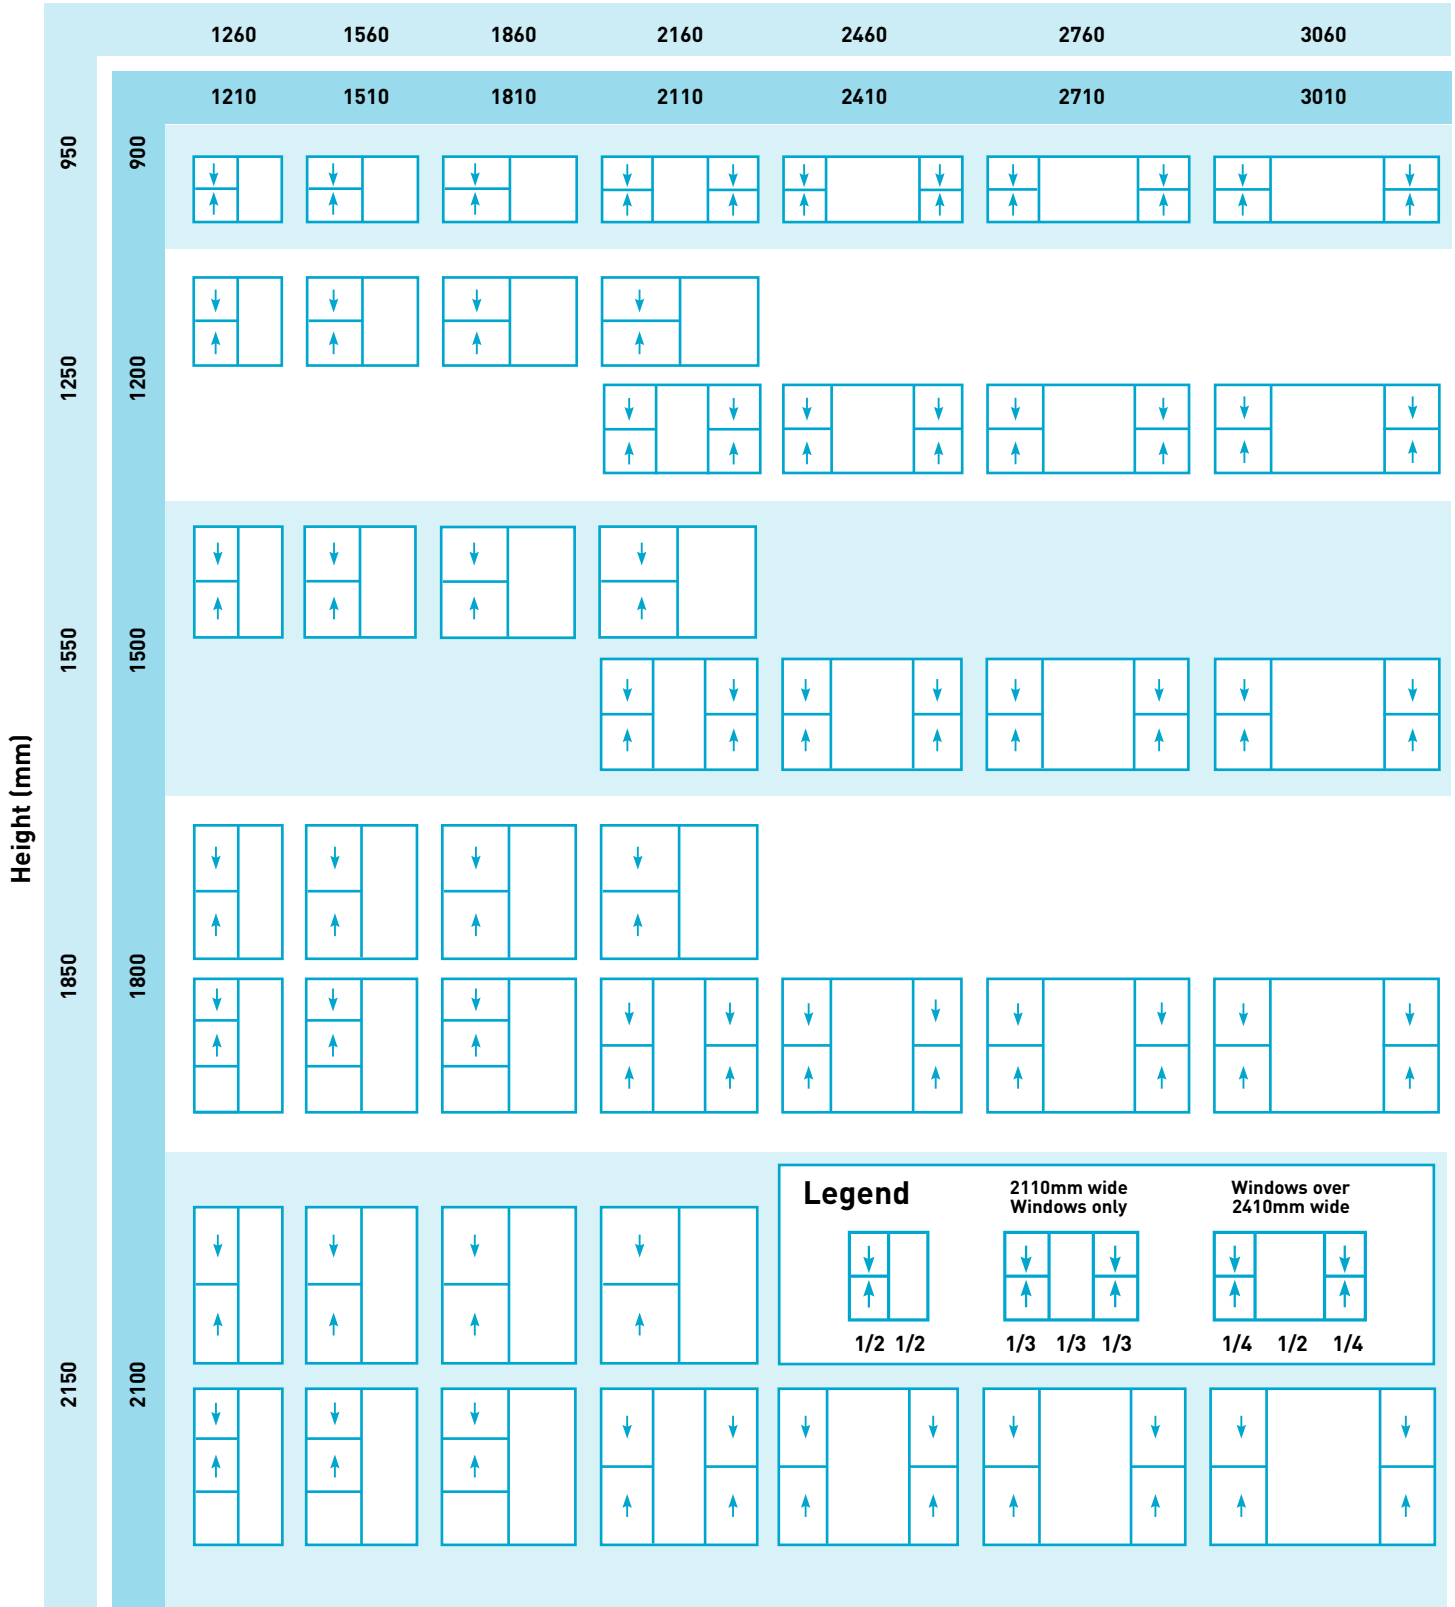 1260 1560 1860 2160 2460 2760 3060
1210 1510 1810 2110 2410 2710 3010
950 900
1250 1200
1550 1500
Height (mm)
1850 1800
2150 2100
Legend
2110mm wide
Windows only
Windows over
2410mm wide
1/2 1/2
1/3 1/3 1/3
1/4 1/2 1/4